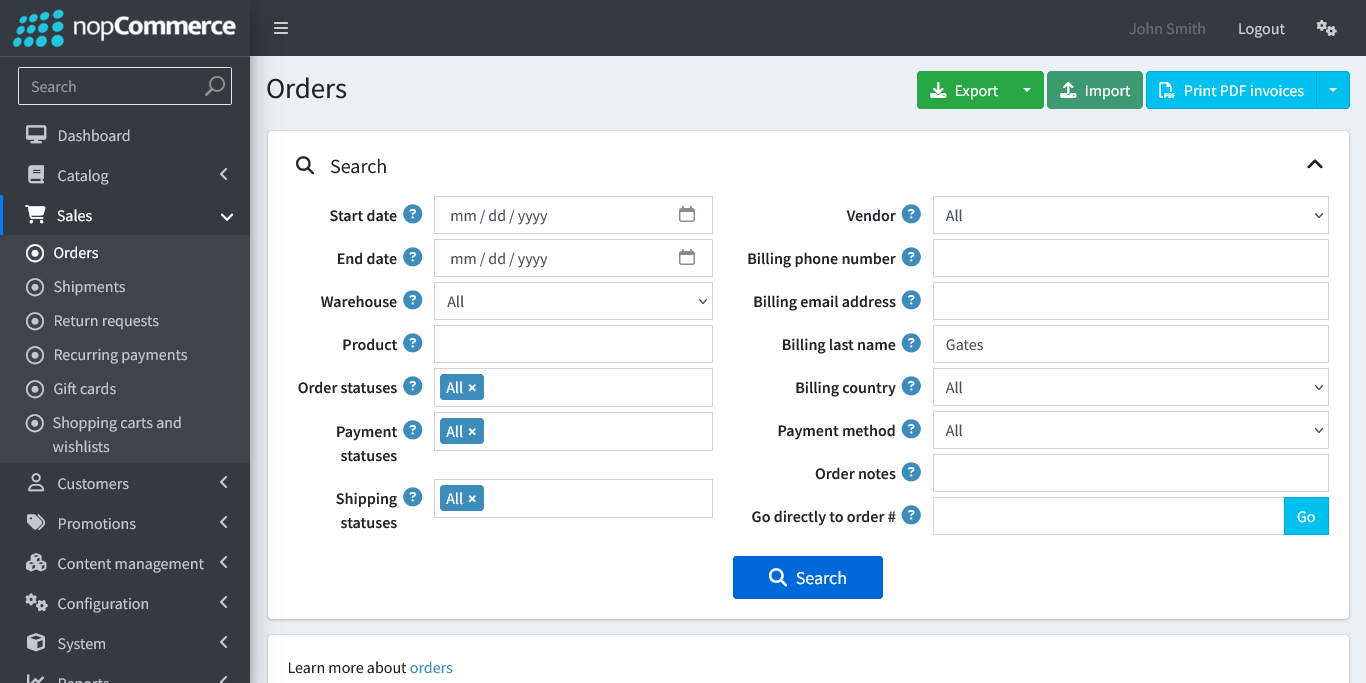 nopCommerce
John Smith
Logout
Search
Dashboard
Catalog
Sales
Orders
Shipments
Return requests
Recurring payments
Gift cards
Shopping carts and
wishlists
Customers
Promotions
Content management
Configuration
System
Reports
Orders
Export
Import
Print PDF invoices
Search
Start date ?
mm / dd / yyyy
End date ?
mm / dd / yyyy
Warehouse ?
All
Product ?
Order statuses ?
All ×
Payment ?
statuses
All ×
Shipping ?
statuses
All ×
Vendor ?
All
Billing phone number ?
Billing email address ?
Billing last name ?
Gates
Billing country ?
All
Payment method ?
All
Order notes ?
Go directly to order # ?
Go
Search
Learn more about orders